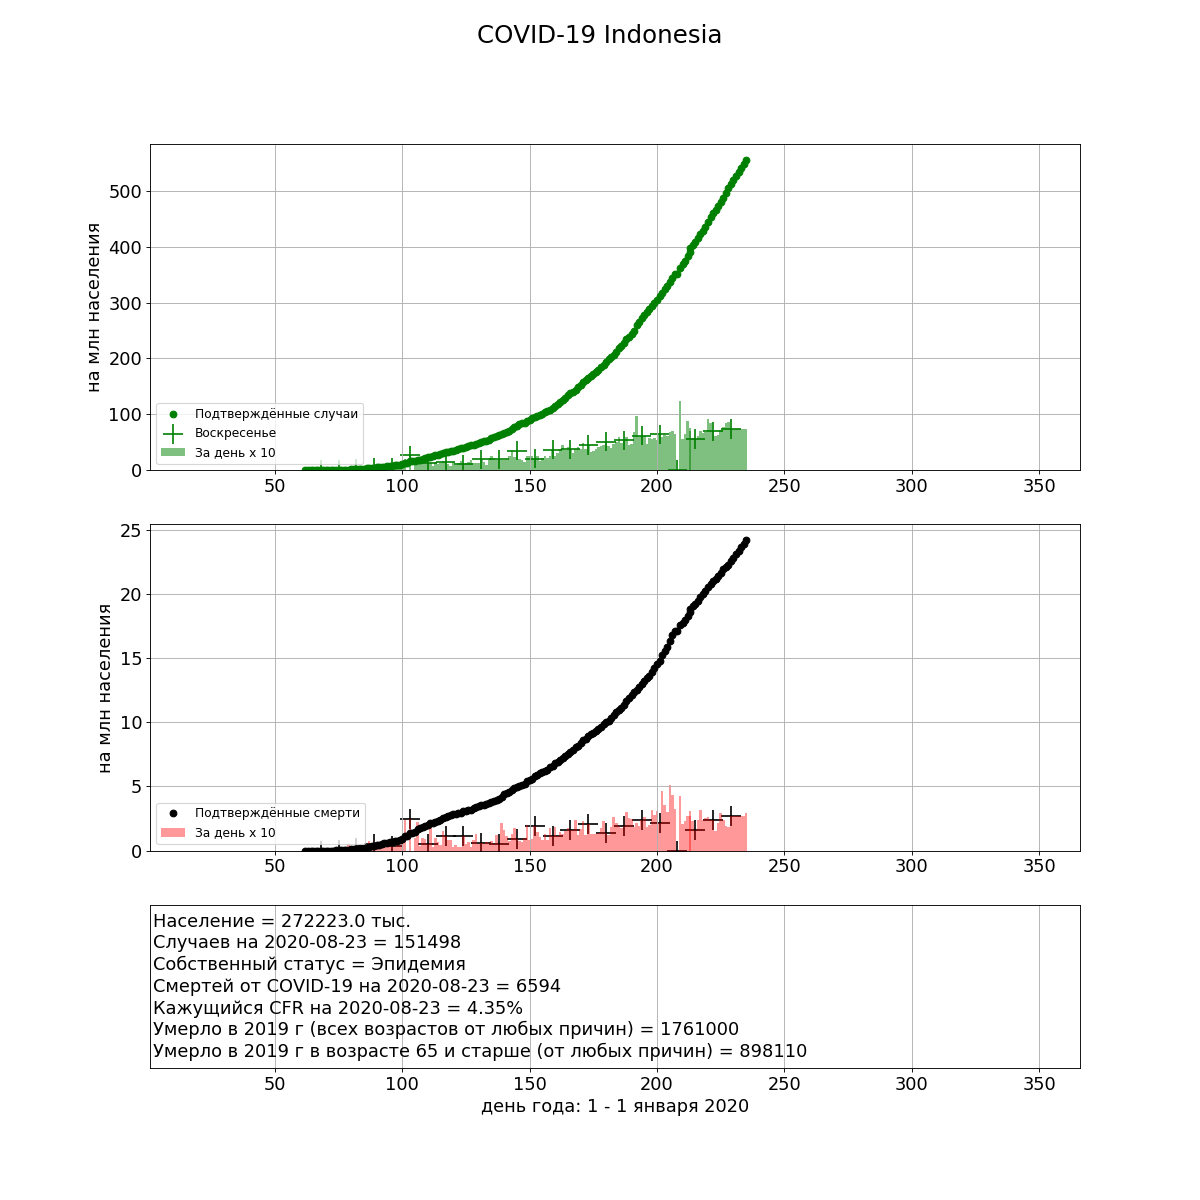 COVID-19 Indonesia
на млн населения
500
400
300
200
100
0
Подтверждённые случаи
Воскресенье
За день x 10
50 100 150 200 250 300 350
на млн населения
25
20
15
10
5
0
Подтверждённые смерти
За день x 10
50 100 150 200 250 300 350
Население = 272223.0 тыс.
Случаев на 2020-08-23 = 151498
Собственный статус = Эпидемия
Смертей от COVID-19 на 2020-08-23 = 6594
Кажущийся CFR на 2020-08-23 = 4.35%
Умерло в 2019 г (всех возрастов от любых причин) = 1761000
Умерло в 2019 г в возрасте 65 и старше (от любых причин) = 898110
50 100 150 200 250 300 350
день года: 1 - 1 января 2020